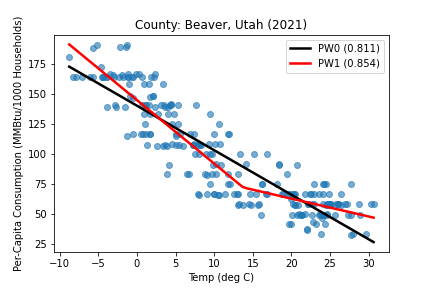 County: Beaver, Utah (2021)
PW0 (0.811)
PW1 (0.854)
Per-Capita Consumption (MMBtu/1000 Households)
175
150
125
100
75
50
25
−10 −5 0 5 10 15 20 25 30
Temp (deg C)